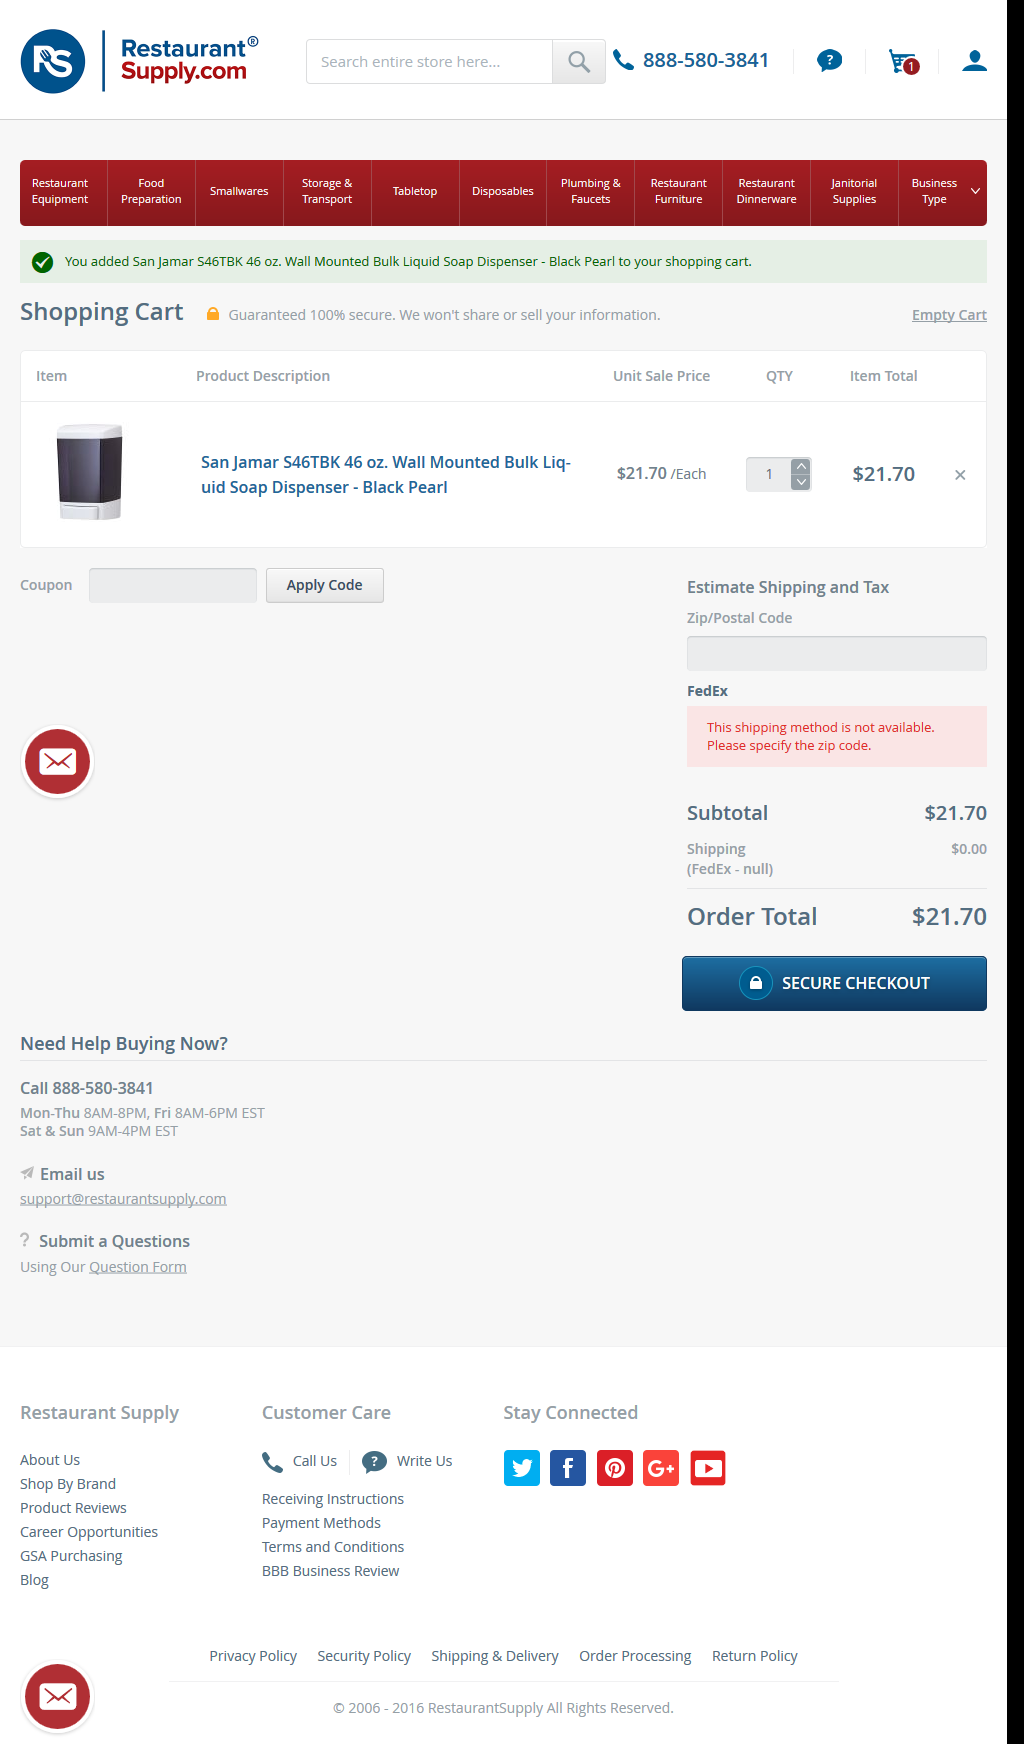 RS
Restaurant®
Supply.com
Search entire store here...
888-580-3841
?
1
Restaurant
Equipment
Food
Preparation
Smallwares
Storage &
Transport
Tabletop
Disposables
Plumbing &
Faucets
Restaurant
Furniture
Restaurant
Dinnerware
Janitorial
Supplies
Business
Type
You added San Jamar S46TBK 46 oz. Wall Mounted Bulk Liquid Soap Dispenser - Black Pearl to your shopping cart.
Shopping Cart
Guaranteed 100% secure. We won't share or sell your information.
Empty Cart
Item
Product Description
Unit Sale Price
QTY
Item Total
San Jamar S46TBK 46 oz. Wall Mounted Bulk Liq-
uid Soap Dispenser - Black Pearl
$21.70 /Each
1
$21.70
Coupon
Apply Code
Estimate Shipping and Tax
Zip/Postal Code
FedEx
This shipping method is not available.
Please specify the zip code.
Subtotal $21.70
Shipping $0.00
(FedEx - null)
Order Total $21.70
SECURE CHECKOUT
Need Help Buying Now?
Call 888-580-3841
Mon-Thu 8AM-8PM, Fri 8AM-6PM EST
Sat & Sun 9AM-4PM EST
Email us
support@restaurantsupply.com
? Submit a Questions
Using Our Question Form
Restaurant Supply
About Us
Shop By Brand
Product Reviews
Career Opportunities
GSA Purchasing
Blog
Customer Care
Call Us
? Write Us
Receiving Instructions
Payment Methods
Terms and Conditions
BBB Business Review
Stay Connected
f
G+
Privacy Policy Security Policy Shipping & Delivery Order Processing Return Policy
© 2006 - 2016 RestaurantSupply All Rights Reserved.